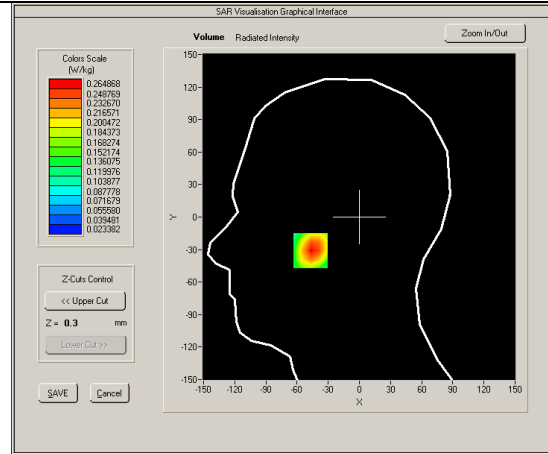 SAR Visualisation Graphical Interface
Volume Radiated Intensity
Zoom In/Out
Colors Scale
(W/kg)
0.264868
0.248769
0.232670
0.216571
0.200472
0.184373
0.168274
0.152174
0.136075
0.119976
0.103877
0.087778
0.071679
0.055580
0.039481
0.023382
Z-Cuts Control
<< Upper Cut
Z = 0.3 mm
Lower Cut >>
SAVE Cancel
150
120
90
60
30
0
-30
-60
-90
-120
-150
Y
-150 -120 -90 -60 -30 0 30 60 90 120 150
X